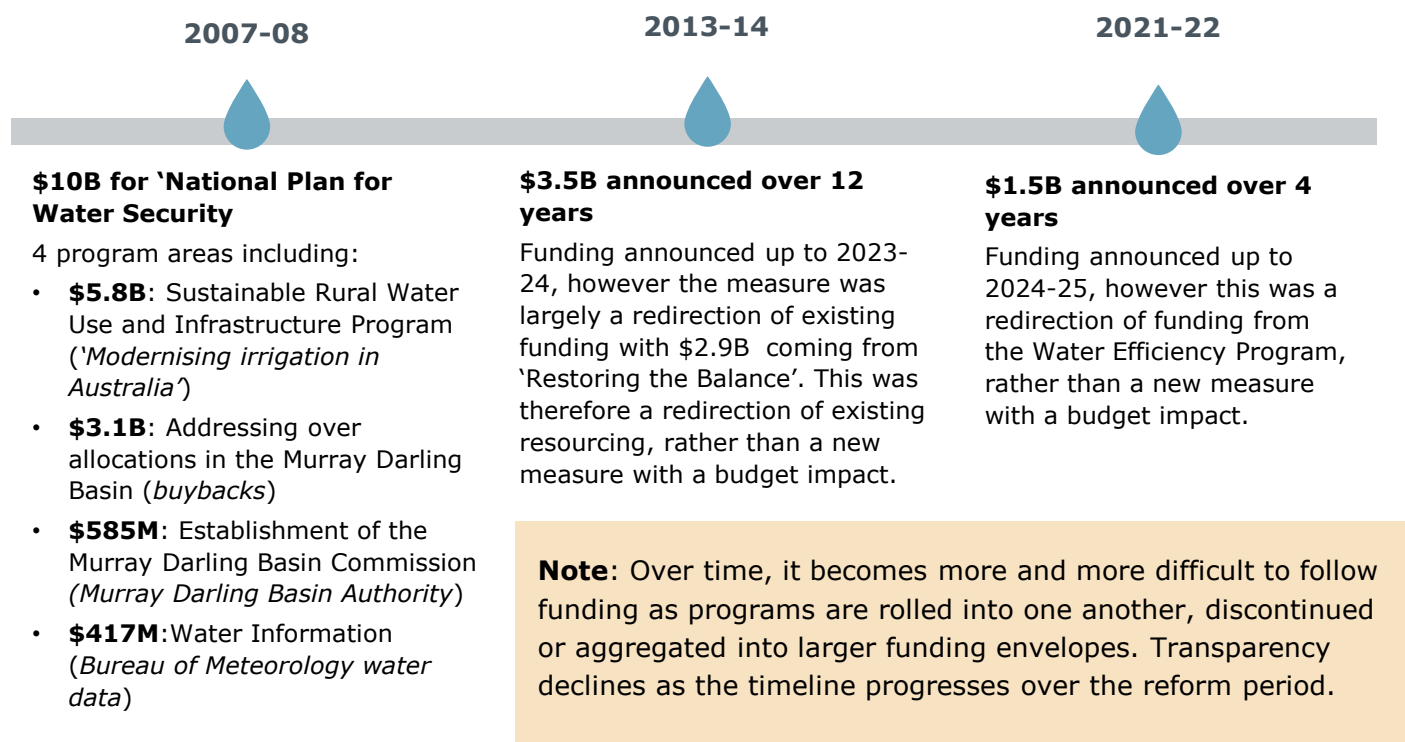 2007-08
2013-14
2021-22
$10B for ‘National Plan for
Water Security
4 program areas including:
• $5.8B: Sustainable Rural Water
Use and Infrastructure Program
(‘Modernising irrigation in
Australia’)
• $3.1B: Addressing over
allocations in the Murray Darling
Basin (buybacks)
• $585M: Establishment of the
Murray Darling Basin Commission
(Murray Darling Basin Authority)
• $417M:Water Information
(Bureau of Meteorology water
data)
$3.5B announced over 12
years
Funding announced up to 2023-
24, however the measure was
largely a redirection of existing
funding with $2.9B coming from
‘Restoring the Balance’. This was
therefore a redirection of existing
resourcing, rather than a new
measure with a budget impact.
$1.5B announced over 4
years
Funding announced up to
2024-25, however this was a
redirection of funding from
the Water Efficiency Program,
rather than a new measure
with a budget impact.
Note: Over time, it becomes more and more difficult to follow
funding as programs are rolled into one another, discontinued
or aggregated into larger funding envelopes. Transparency
declines as the timeline progresses over the reform period.